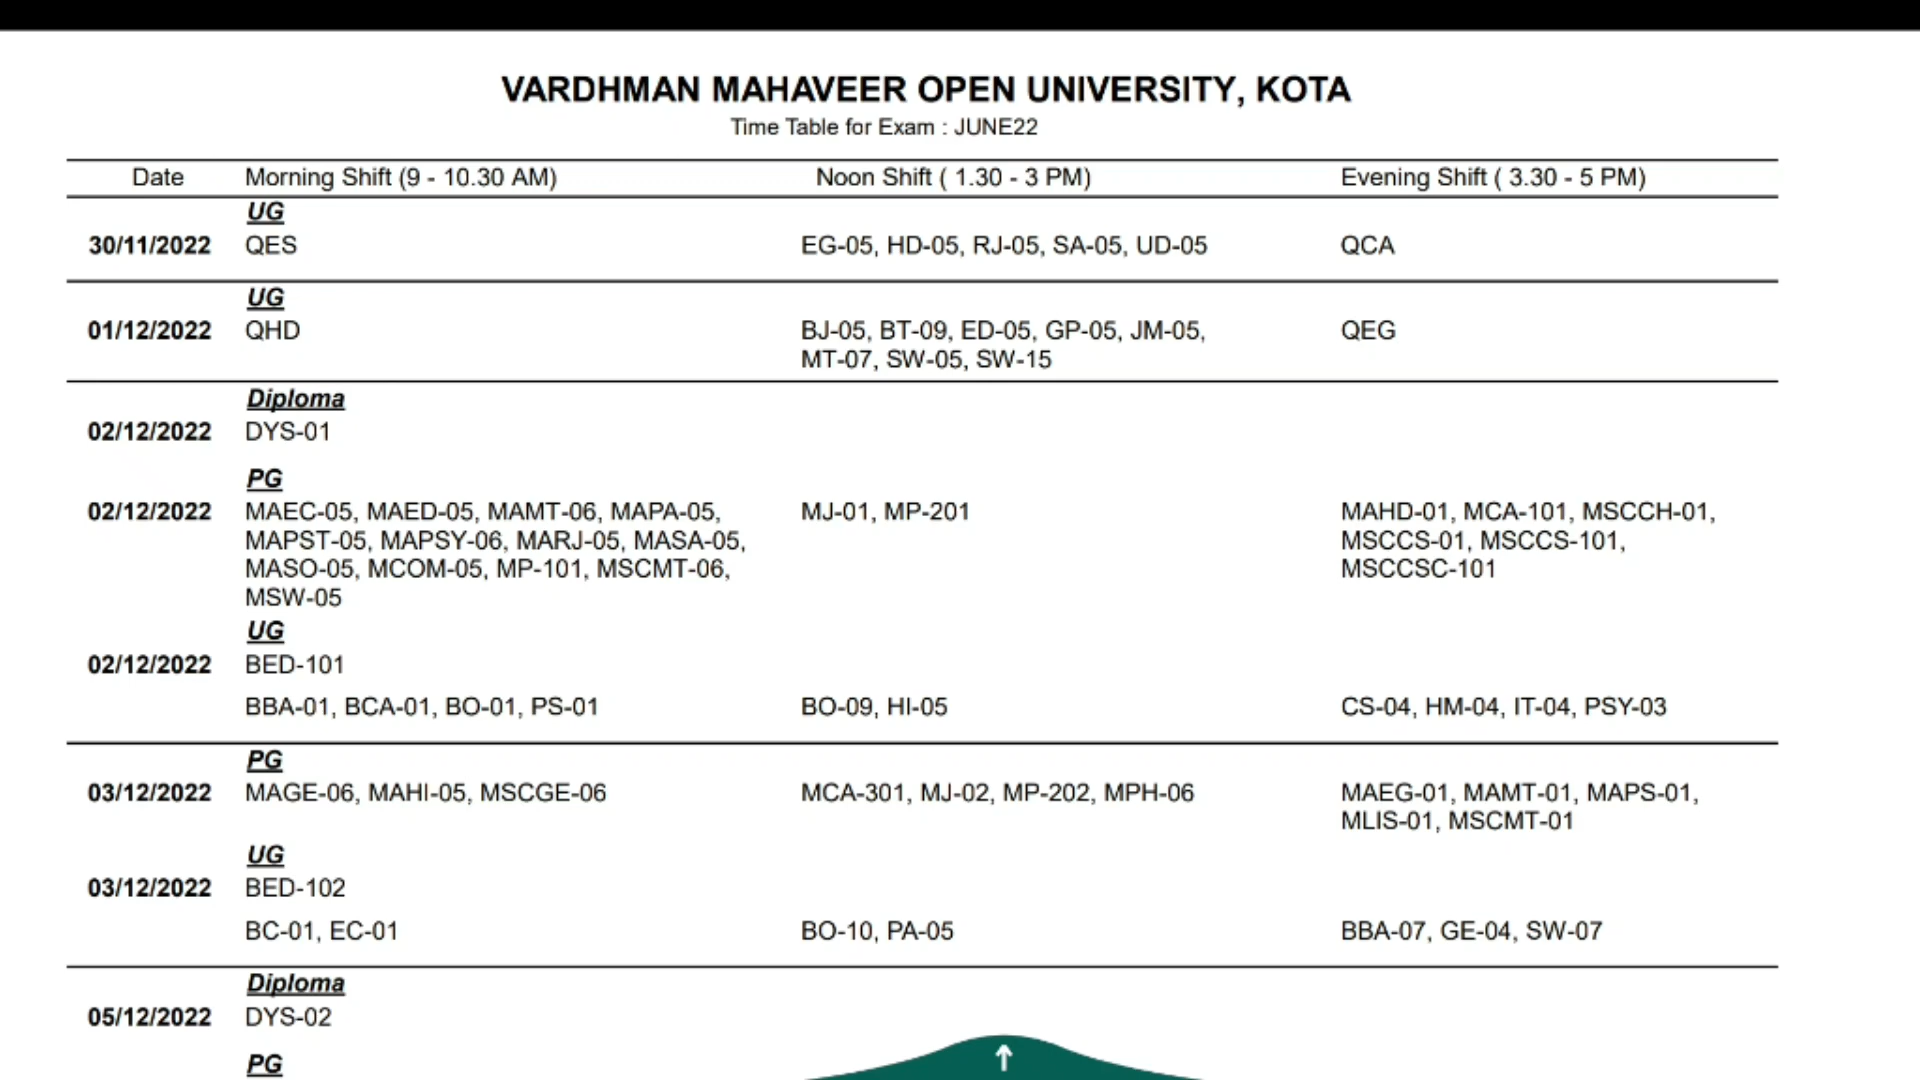 VARDHMAN MAHAVEER OPEN UNIVERSITY, KOTA
Time Table for Exam : JUNE22
Date Morning Shift (9 - 10.30 AM) Noon Shift ( 1.30 - 3 PM) Evening Shift ( 3.30 - 5 PM)
UG
30/11/2022 QES EG-05, HD-05, RJ-05, SA-05, UD-05 QCA
UG
01/12/2022 QHD BJ-05, BT-09, ED-05, GP-05, JM-05, QEG
MT-07, SW-05, SW-15
Diploma
02/12/2022 DYS-01
PG
02/12/2022 MAEC-05, MAED-05, MAMT-06, MAPA-05, MJ-01, MP-201 MAHD-01, MCA-101, MSCCH-01,
MAPST-05, MAPSY-06, MARJ-05, MASA-05, MSCCS-01, MSCCS-101,
MASO-05, MCOM-05, MP-101, MSCMT-06, MSCCSC-101
MSW-05
UG
02/12/2022 BED-101
BBA-01, BCA-01, BO-01, PS-01 BO-09, HI-05 CS-04, HM-04, IT-04, PSY-03
PG
03/12/2022 MAGE-06, MAHI-05, MSCGE-06 MCA-301, MJ-02, MP-202, MPH-06 MAEG-01, MAMT-01, MAPS-01,
MLIS-01, MSCMT-01
UG
03/12/2022 BED-102
BC-01, EC-01 BO-10, PA-05 BBA-07, GE-04, SW-07
Diploma
05/12/2022 DYS-02
PG